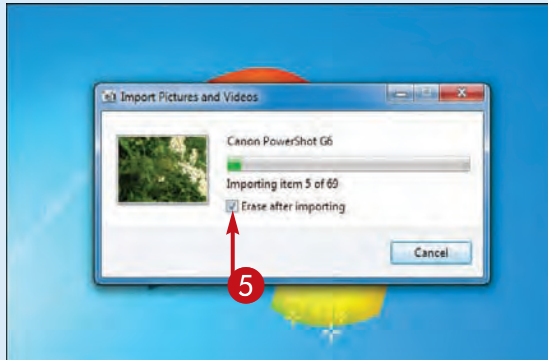 Import Pictures and Videos
Canon PowerShot G6
Importing item 5 of 69
Erase after importing
Cancel
5